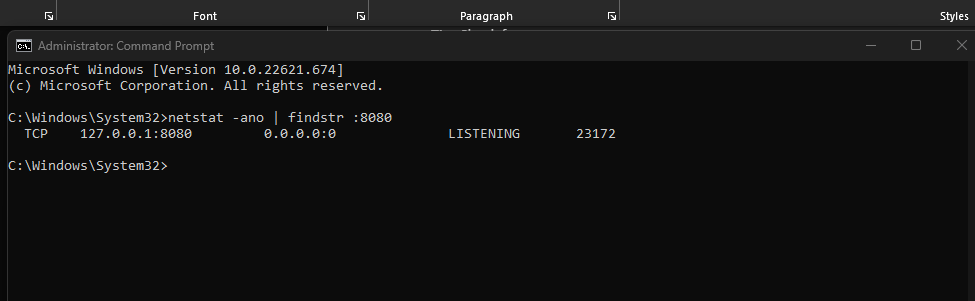 Font Paragraph Styles
Administrator: Command Prompt
Microsoft Windows [Version 10.0.22621.674]
(c) Microsoft Corporation. All rights reserved.
C:\Windows\System32>netstat -ano | findstr :8080
TCP 127.0.0.1:8080 0.0.0.0:0 LISTENING 23172
C:\Windows\System32>